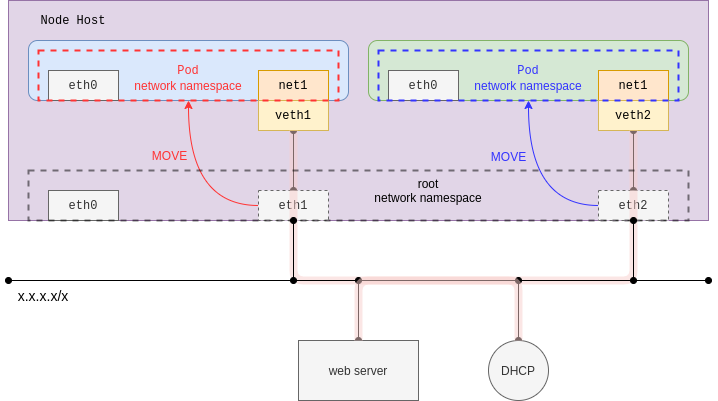 Node Host
eth0
Pod
network namespace
net1
veth1
eth0
Pod
network namespace
net1
veth2
MOVE
MOVE
root
network namespace
eth0
eth1
eth2
x.x.x.x/x
web server
DHCP